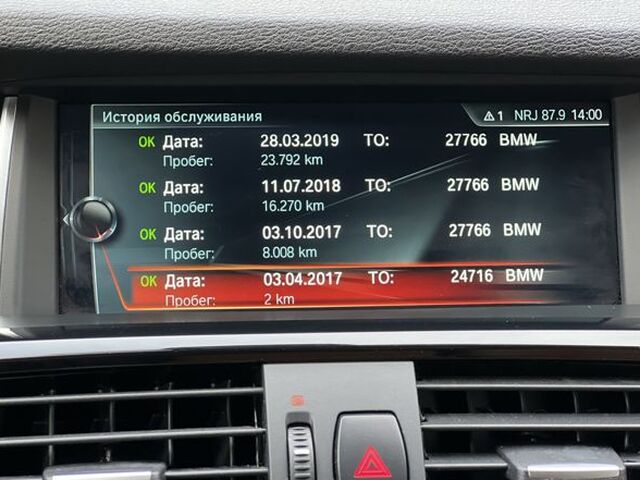 История обслуживания ⚠1 NRJ 87.9 14:00
OK Дата: 28.03.2019 ТО: 27766 BMW
Пробег: 23.792 km
OK Дата: 11.07.2018 ТО: 27766 BMW
Пробег: 16.270 km
OK Дата: 03.10.2017 ТО: 27766 BMW
Пробег: 8.008 km
OK Дата: 03.04.2017 ТО: 24716 BMW
Пробег: 2 km